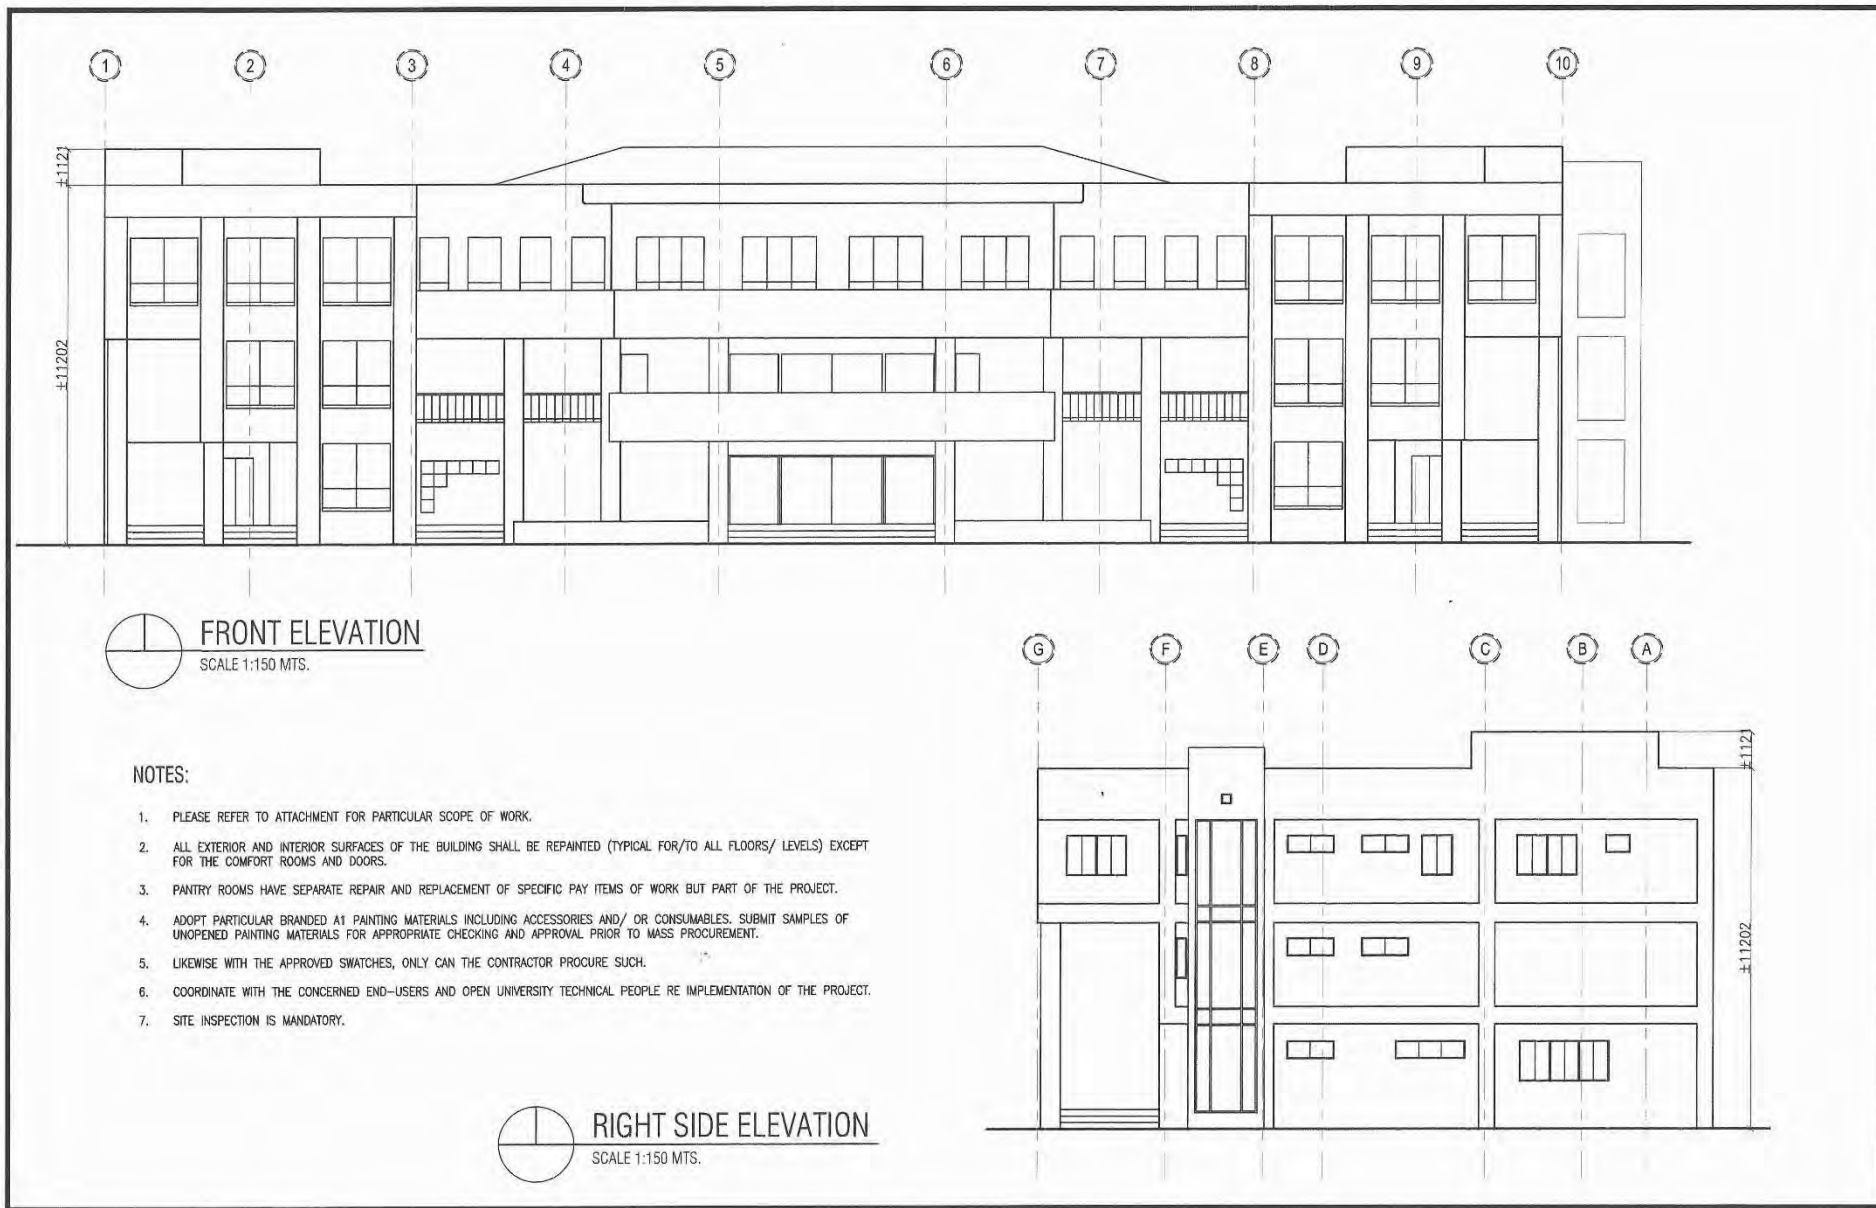 1 2 3 4 5 6 7 8 9 10
±1121
±11202
FRONT ELEVATION
SCALE 1:150 MTS.
G F E D C B A
±1121
±11202
NOTES:
1. PLEASE REFER TO ATTACHMENT FOR PARTICULAR SCOPE OF WORK.
2. ALL EXTERIOR AND INTERIOR SURFACES OF THE BUILDING SHALL BE REPAINTED (TYPICAL FOR/TO ALL FLOORS/ LEVELS) EXCEPT
FOR THE COMFORT ROOMS AND DOORS.
3. PANTRY ROOMS HAVE SEPARATE REPAIR AND REPLACEMENT OF SPECIFIC PAY ITEMS OF WORK BUT PART OF THE PROJECT.
4. ADOPT PARTICULAR BRANDED A1 PAINTING MATERIALS INCLUDING ACCESSORIES AND/ OR CONSUMABLES. SUBMIT SAMPLES OF
UNOPENED PAINTING MATERIALS FOR APPROPRIATE CHECKING AND APPROVAL PRIOR TO MASS PROCUREMENT.
5. LIKEWISE WITH THE APPROVED SWATCHES, ONLY CAN THE CONTRACTOR PROCURE SUCH.
6. COORDINATE WITH THE CONCERNED END-USERS AND OPEN UNIVERSITY TECHNICAL PEOPLE RE IMPLEMENTATION OF THE PROJECT.
7. SITE INSPECTION IS MANDATORY.
RIGHT SIDE ELEVATION
SCALE 1:150 MTS.